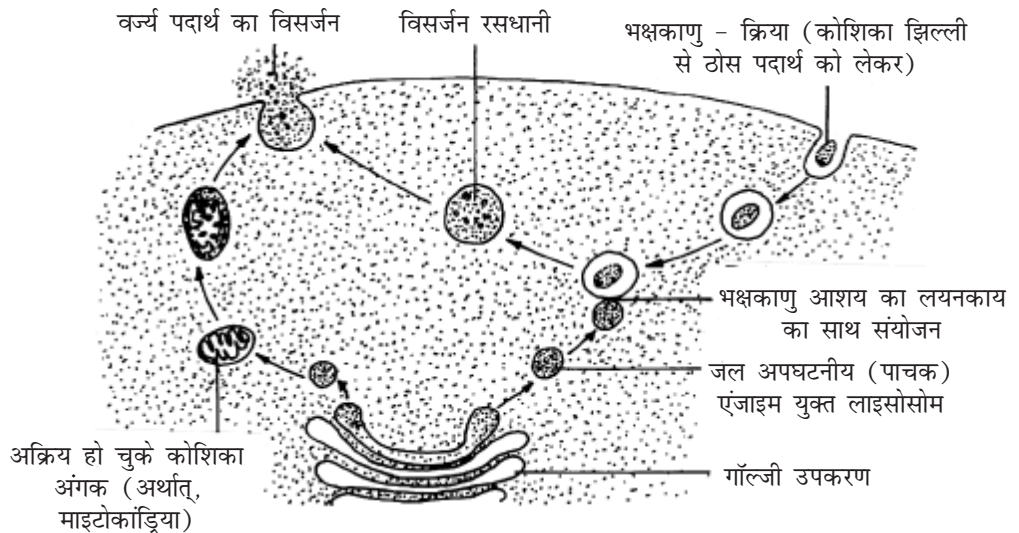 वर्ज्य पदार्थ का विसर्जन
विसर्जन रसधानी
भक्षकाणु – क्रिया (कोशिका झिल्ली
से ठोस पदार्थ को लेकर)
भक्षकाणु आशय का लयनकाय
का साथ संयोजन
जल अपघटनीय (पाचक)
एंजाइम युक्त लाइसोसोम
गॉल्जी उपकरण
अक्रिय हो चुके कोशिका
अंगक (अर्थात्,
माइटोकांड्रिया)